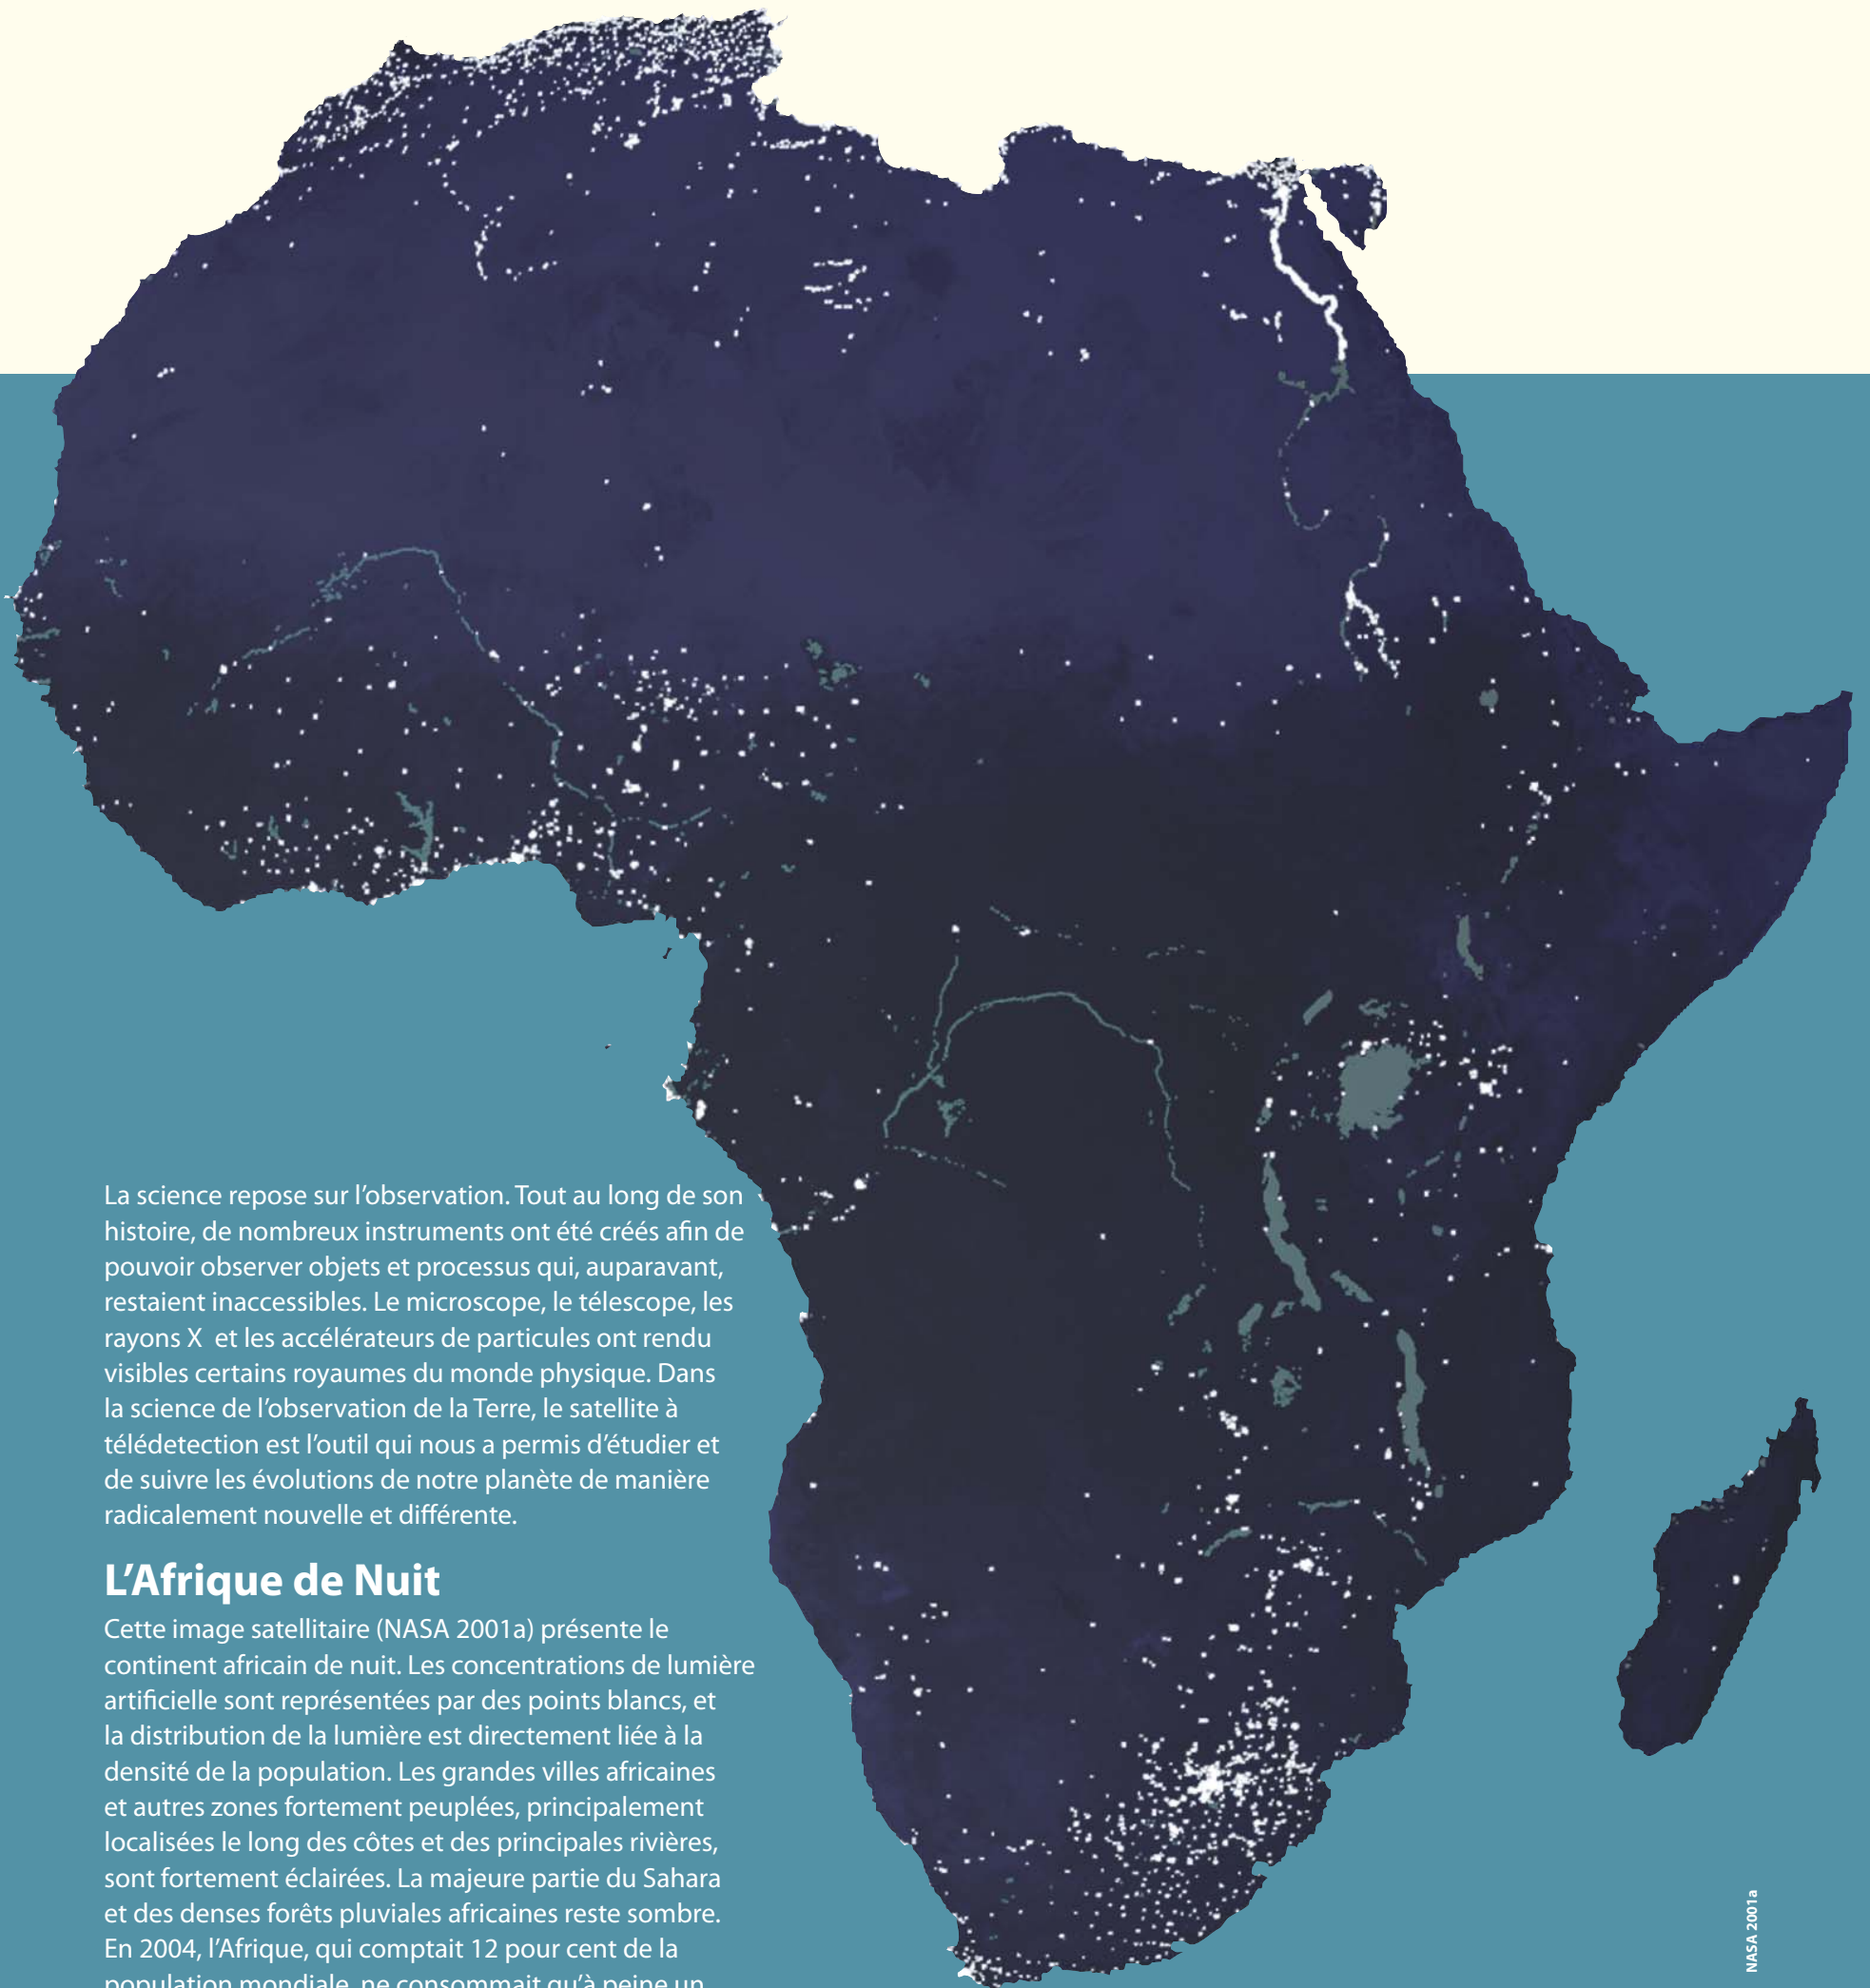 La science repose sur l’observation. Tout au long de son
histoire, de nombreux instruments ont été créés afin de
pouvoir observer objets et processus qui, auparavant,
restaient inaccessibles. Le microscope, le télescope, les
rayons X  et les accélérateurs de particules ont rendu
visibles certains royaumes du monde physique. Dans
la science de l’observation de la Terre, le satellite à
télédetection est l’outil qui nous a permis d’étudier et
de suivre les évolutions de notre planète de manière
radicalement nouvelle et différente.
L’Afrique de Nuit
Cette image satellitaire (NASA 2001a) présente le
continent africain de nuit. Les concentrations de lumière
artificielle sont représentées par des points blancs, et
la distribution de la lumière est directement liée à la
densité de la population. Les grandes villes africaines
et autres zones fortement peuplées, principalement
localisées le long des côtes et des principales rivières,
sont fortement éclairées. La majeure partie du Sahara
et des denses forêts pluviales africaines reste sombre.
En 2004, l’Afrique, qui comptait 12 pour cent de la
population mondiale, ne consommait qu’à peine un
NASA 2001a